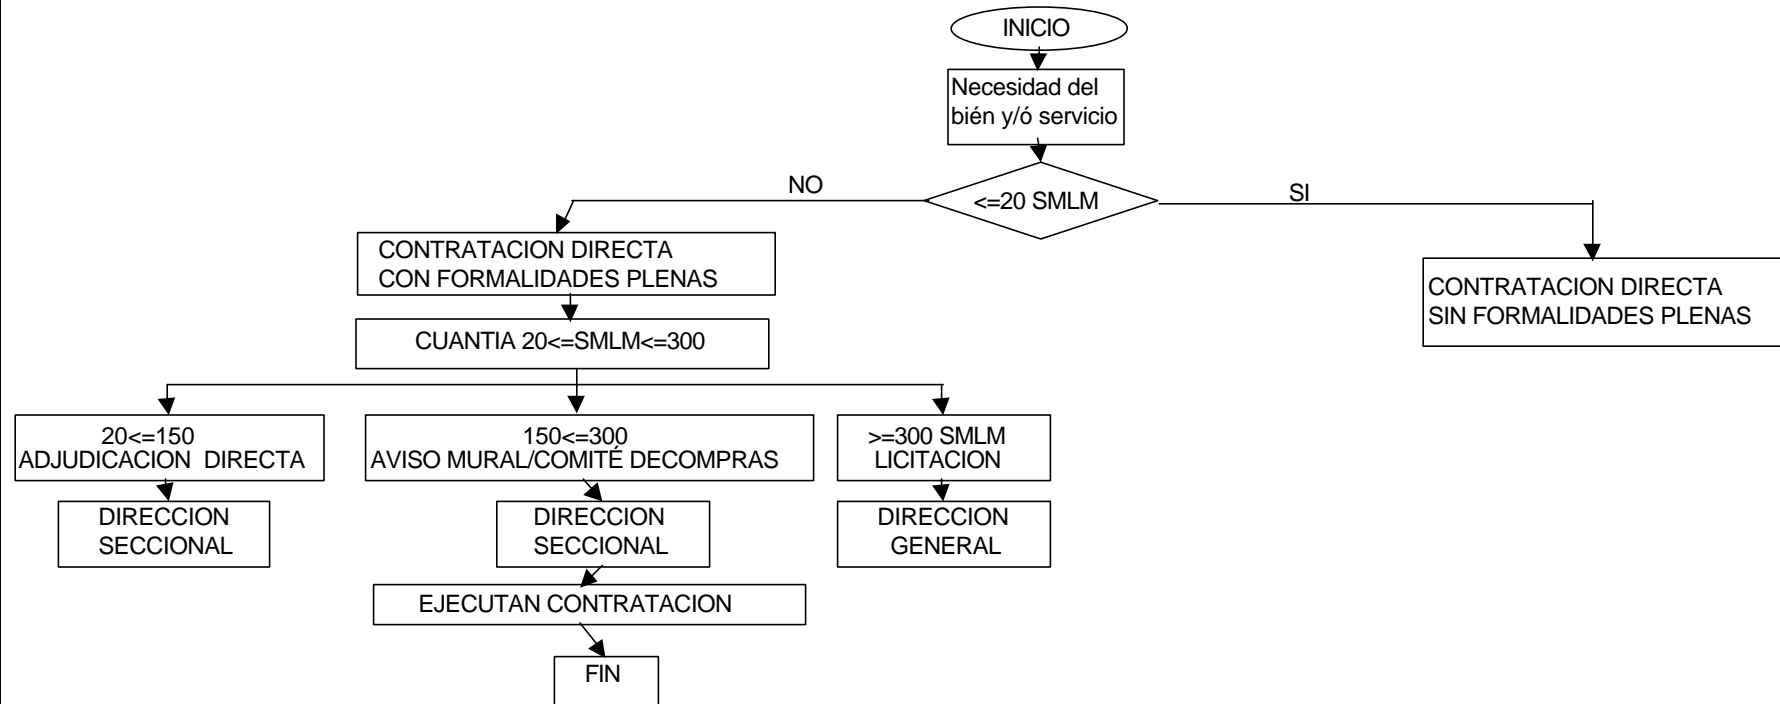 INICIO
Necesidad del
bién y/ó servicio
<=20 SMLM
NO
SI
CONTRATACION DIRECTA
CON FORMALIDADES PLENAS
CONTRATACION DIRECTA
SIN FORMALIDADES PLENAS
CUANTIA 20<=SMLM<=300
20<=150
ADJUDICACION DIRECTA
150<=300
AVISO MURAL/COMITÉ DECOMPRAS
>=300 SMLM
LICITACION
DIRECCION
SECCIONAL
DIRECCION
SECCIONAL
DIRECCION
GENERAL
EJECUTAN CONTRATACION
FIN